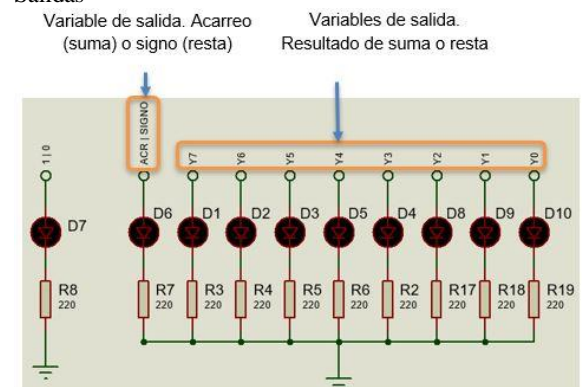 Salidas
Variable de salida. Acarreo
(suma) o signo (resta)
Variables de salida.
Resultado de suma o resta
1|0
ACR | SIGNO
Y7
Y6
Y5
Y4
Y3
Y2
Y1
Y0
D7
D6
D1
D2
D3
D5
D4
D8
D9
D10
R8
220
R7
220
R3
220
R4
220
R5
220
R6
220
R2
220
R17
220
R18
220
R19
220